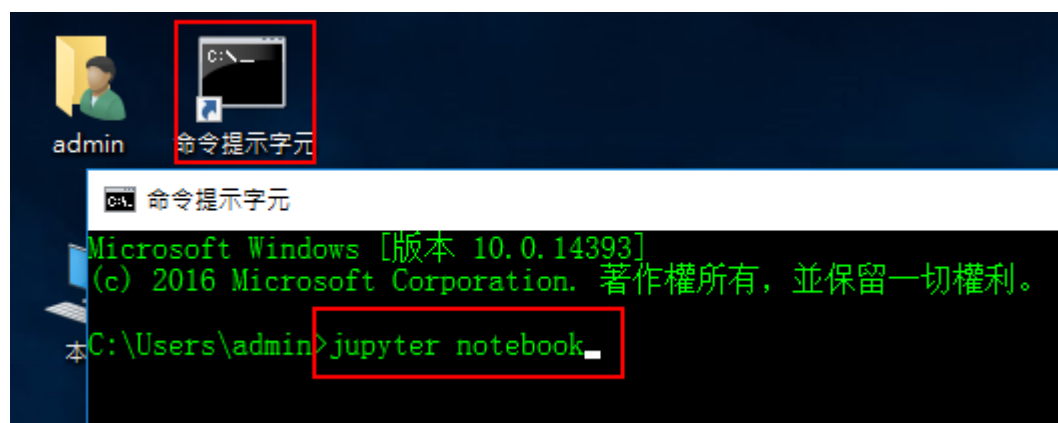 C:\_
admin
命令提示字元
命令提示字元
Microsoft Windows [版本 10.0.14393]
(c) 2016 Microsoft Corporation. 著作權所有，並保留一切權利。
本
C:\Users\admin>jupyter notebook